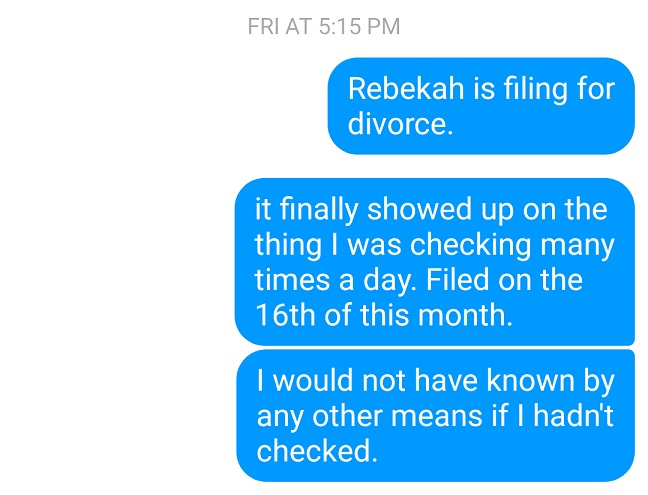 FRI AT 5:15 PM
Rebekah is filing for
divorce.
it finally showed up on the
thing I was checking many
times a day. Filed on the
16th of this month.
I would not have known by
any other means if I hadn't
checked.